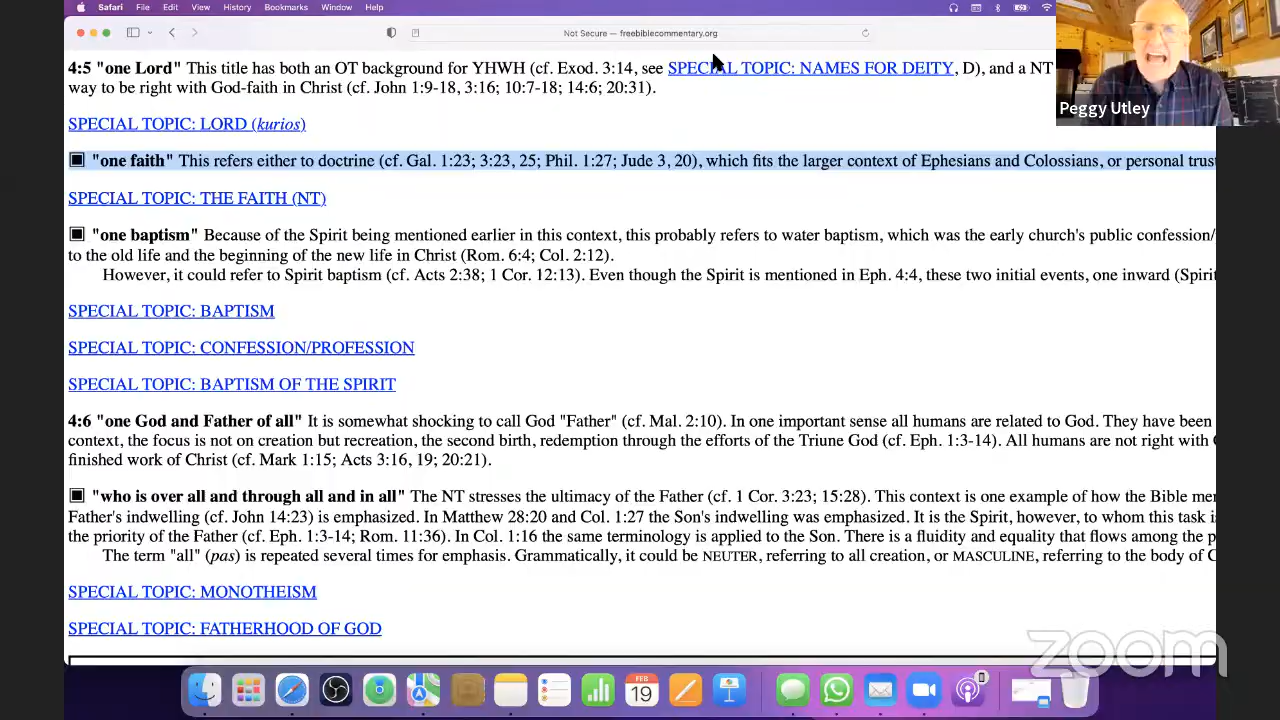 Safari File Edit View History Bookmarks Window Help
Not Secure — freebiblecommentary.org
Peggy Utley
4:5 "one Lord" This title has both an OT background for YHWH (cf. Exod. 3:14, see SPECIAL TOPIC: NAMES FOR DEITY, D), and a NT
way to be right with God-faith in Christ (cf. John 1:9-18, 3:16; 10:7-18; 14:6; 20:31).
SPECIAL TOPIC: LORD (kurios)
▣ "one faith" This refers either to doctrine (cf. Gal. 1:23; 3:23, 25; Phil. 1:27; Jude 3, 20), which fits the larger context of Ephesians and Colossians, or personal trus
SPECIAL TOPIC: THE FAITH (NT)
▣ "one baptism" Because of the Spirit being mentioned earlier in this context, this probably refers to water baptism, which was the early church's public confession/
to the old life and the beginning of the new life in Christ (Rom. 6:4; Col. 2:12).
However, it could refer to Spirit baptism (cf. Acts 2:38; 1 Cor. 12:13). Even though the Spirit is mentioned in Eph. 4:4, these two initial events, one inward (Spirit
SPECIAL TOPIC: BAPTISM
SPECIAL TOPIC: CONFESSION/PROFESSION
SPECIAL TOPIC: BAPTISM OF THE SPIRIT
4:6 "one God and Father of all" It is somewhat shocking to call God "Father" (cf. Mal. 2:10). In one important sense all humans are related to God. They have been
context, the focus is not on creation but recreation, the second birth, redemption through the efforts of the Triune God (cf. Eph. 1:3-14). All humans are not right with
finished work of Christ (cf. Mark 1:15; Acts 3:16, 19; 20:21).
▣ "who is over all and through all and in all" The NT stresses the ultimacy of the Father (cf. 1 Cor. 3:23; 15:28). This context is one example of how the Bible mer
Father's indwelling (cf. John 14:23) is emphasized. In Matthew 28:20 and Col. 1:27 the Son's indwelling was emphasized. It is the Spirit, however, to whom this task i
the priority of the Father (cf. Eph. 1:3-14; Rom. 11:36). In Col. 1:16 the same terminology is applied to the Son. There is a fluidity and equality that flows among the p
The term "all" (pas) is repeated several times for emphasis. Grammatically, it could be NEUTER, referring to all creation, or MASCULINE, referring to the body of C
SPECIAL TOPIC: MONOTHEISM
SPECIAL TOPIC: FATHERHOOD OF GOD
zoom
FEB
19